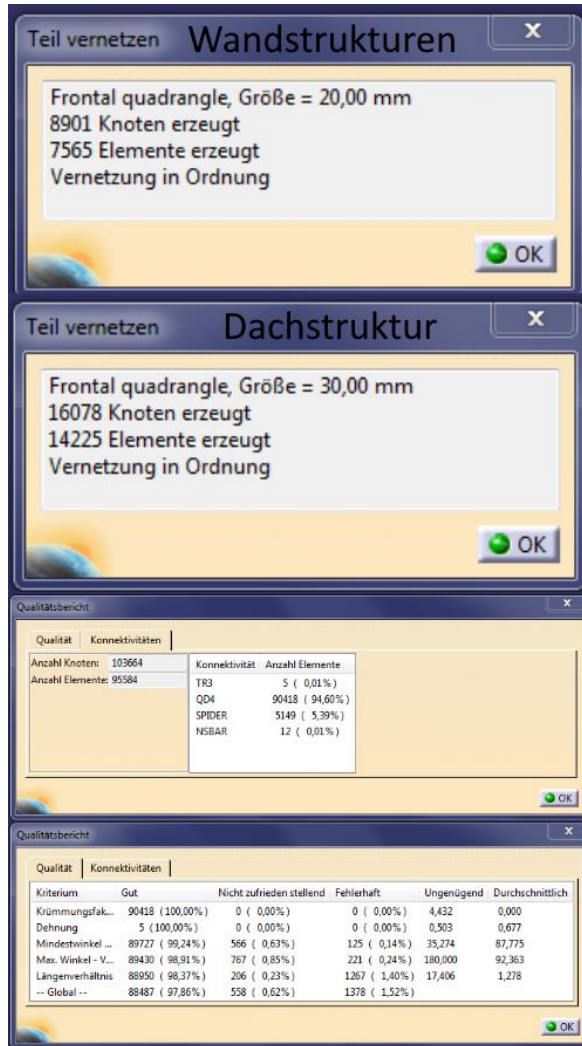 Teil vernetzen Wandstrukturen X
Frontal quadrangle, Größe = 20,00 mm
8901 Knoten erzeugt
7565 Elemente erzeugt
Vernetzung in Ordnung
OK
Teil vernetzen Dachstruktur X
Frontal quadrangle, Größe = 30,00 mm
16078 Knoten erzeugt
14225 Elemente erzeugt
Vernetzung in Ordnung
OK
Qualitätsbericht x
Qualität Konnektivitäten
Anzahl Knoten: 103664 Konnektivität Anzahl Elemente
Anzahl Elemente: 95584 TR3 5 ( 0,01%)
QD4 90418 ( 94,60%)
SPIDER 5149 ( 5,39%)
NSBAR 12 ( 0,01%)
OK
Qualitätsbericht x
Qualität Konnektivitäten
Kriterium Gut Nicht zufrieden stellend Fehlerhaft Ungenügend Durchschnittlich
Krümmungsfak... 90418 (100,00%) 0 ( 0,00%) 0 ( 0,00%) 4,432 0,000
Dehnung 5 (100,00%) 0 ( 0,00%) 0 ( 0,00%) 0,503 0,677
Mindestwinkel ... 89727 ( 99,24%) 566 ( 0,63%) 125 ( 0,14%) 35,274 87,775
Max. Winkel - V... 89430 ( 98,91%) 767 ( 0,85%) 221 ( 0,24%) 180,000 92,363
Längenverhältnis 88950 ( 98,37%) 206 ( 0,23%) 1267 ( 1,40%) 17,406 1,278
-- Global -- 88487 ( 97,86%) 558 ( 0,62%) 1378 ( 1,52%)
OK